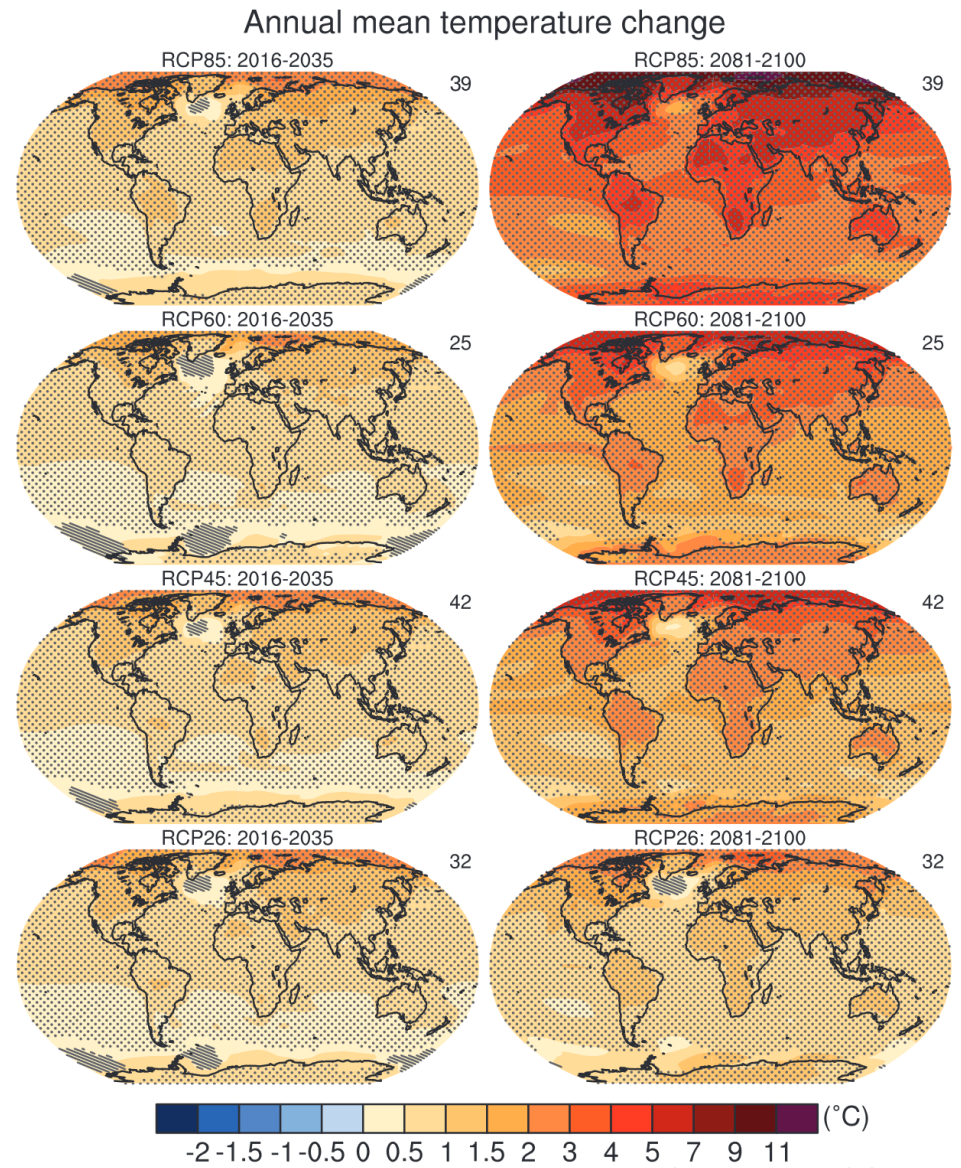 Annual mean temperature change
RCP85: 2016-2035 RCP85: 2081-2100
39 39
RCP60: 2016-2035 RCP60: 2081-2100
25 25
RCP45: 2016-2035 RCP45: 2081-2100
42 42
RCP26: 2016-2035 RCP26: 2081-2100
32 32
(°C)
-2 -1.5 -1 -0.5 0 0.5 1 1.5 2 3 4 5 7 9 11